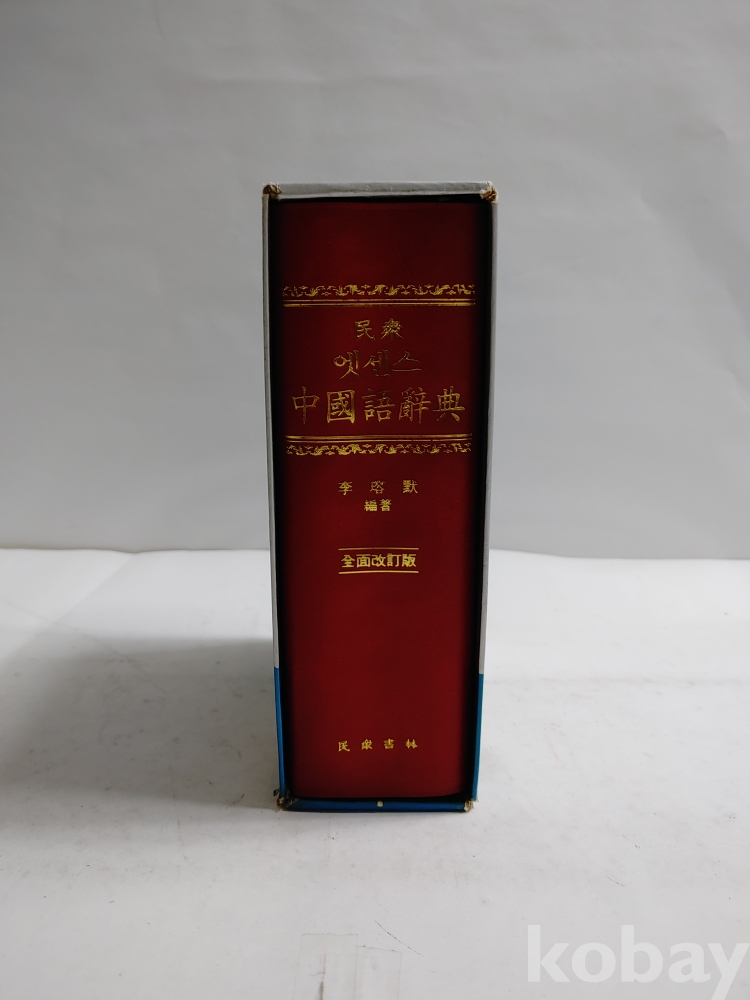 民衆
엣센스
中國語辭典
李珞默
編著
全面改訂版
民衆書林
kobay